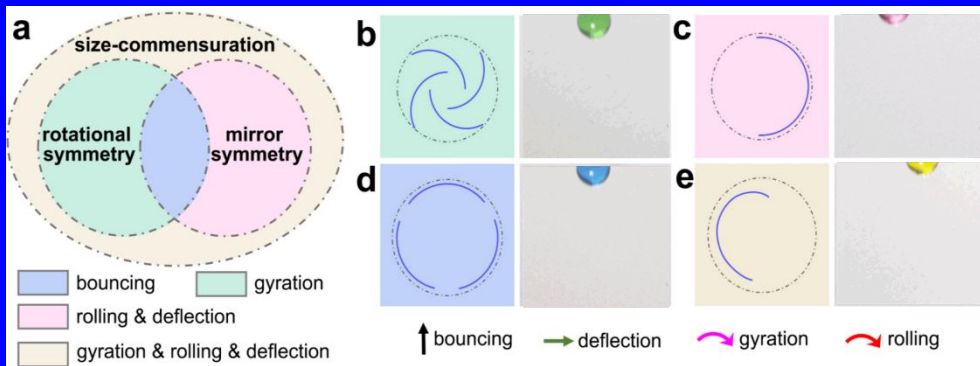 a
size-commensuration
rotational
symmetry
mirror
symmetry
bouncing
gyration
rolling & deflection
gyration & rolling & deflection
b
c
d
e
bouncing
deflection
gyration
rolling